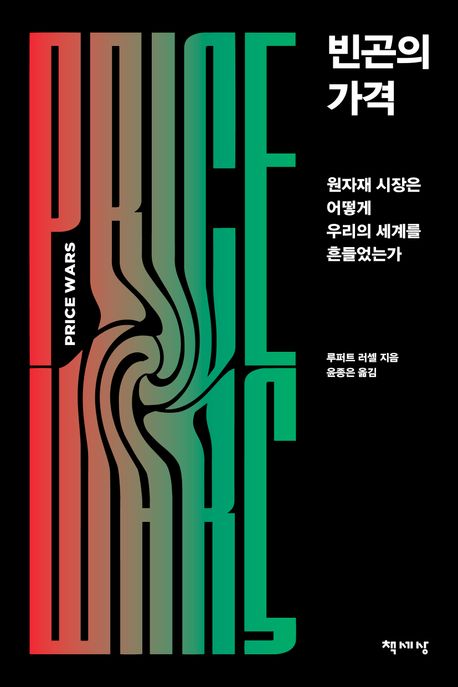 PRICE
WARS
PRICE WARS
빈곤의
가격
원자재 시장은
어떻게
우리의 세계를
흔들었는가
루퍼트 러셀 지음
윤종은 옮김
책세상